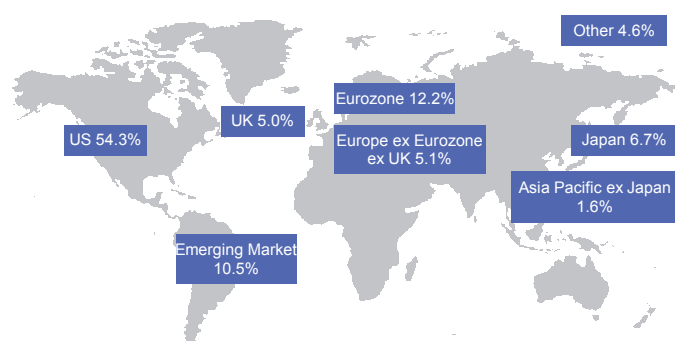 Other 4.6%
Eurozone 12.2%
UK 5.0%
US 54.3%
Europe ex Eurozone
ex UK 5.1%
Japan 6.7%
Asia Pacific ex Japan
1.6%
Emerging Market
10.5%